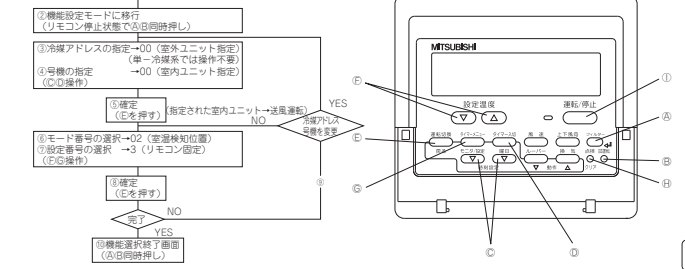 ②機能設定モードに移行
(リモコン停止状態でⒶⒷ同時押し)
③冷媒アドレスの指定→00 (室外ユニット指定)
(単一冷媒系では操作不要)
④号機の指定 →00 (室内ユニット指定)
(ⒸⒹ操作)
⑤確定
(Ⓔを押す)
(指定された室内ユニット→送風運転)
YES
NO
冷媒アドレス
号機を変更
⑥モード番号の選択→02 (室温検知位置)
⑦設定番号の選択 →3 (リモコン固定)
(ⒻⒼ操作)
⑧確定
(Ⓔを押す)
⑨
NO
完了
YES
⑩機能選択終了画面
(ⒶⒷ同時押し)
MITSUBISHI
Ⓕ
設定温度
運転/停止
Ⓘ
Ⓐ
Ⓔ
運転切換 タイマーメニュー タイマー入切 風速 上下風向 フィルター
モニタ/設定 曜日 ルーバー 換気 点検 試運転
時刻設定 動作 クリア
Ⓖ
Ⓑ
Ⓗ
Ⓒ
Ⓓ